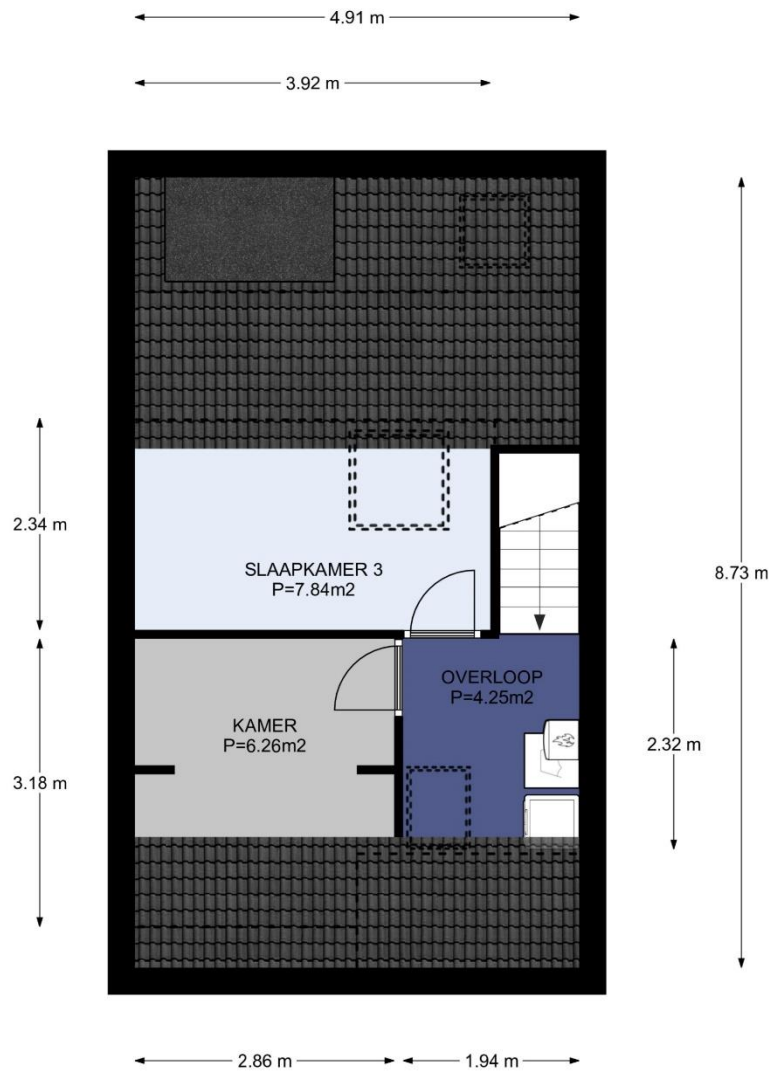 4.91 m
3.92 m
2.34 m
SLAAPKAMER 3
P=7.84m2
8.73 m
OVERLOOP
P=4.25m2
KAMER
P=6.26m2
2.32 m
3.18 m
2.86 m
1.94 m